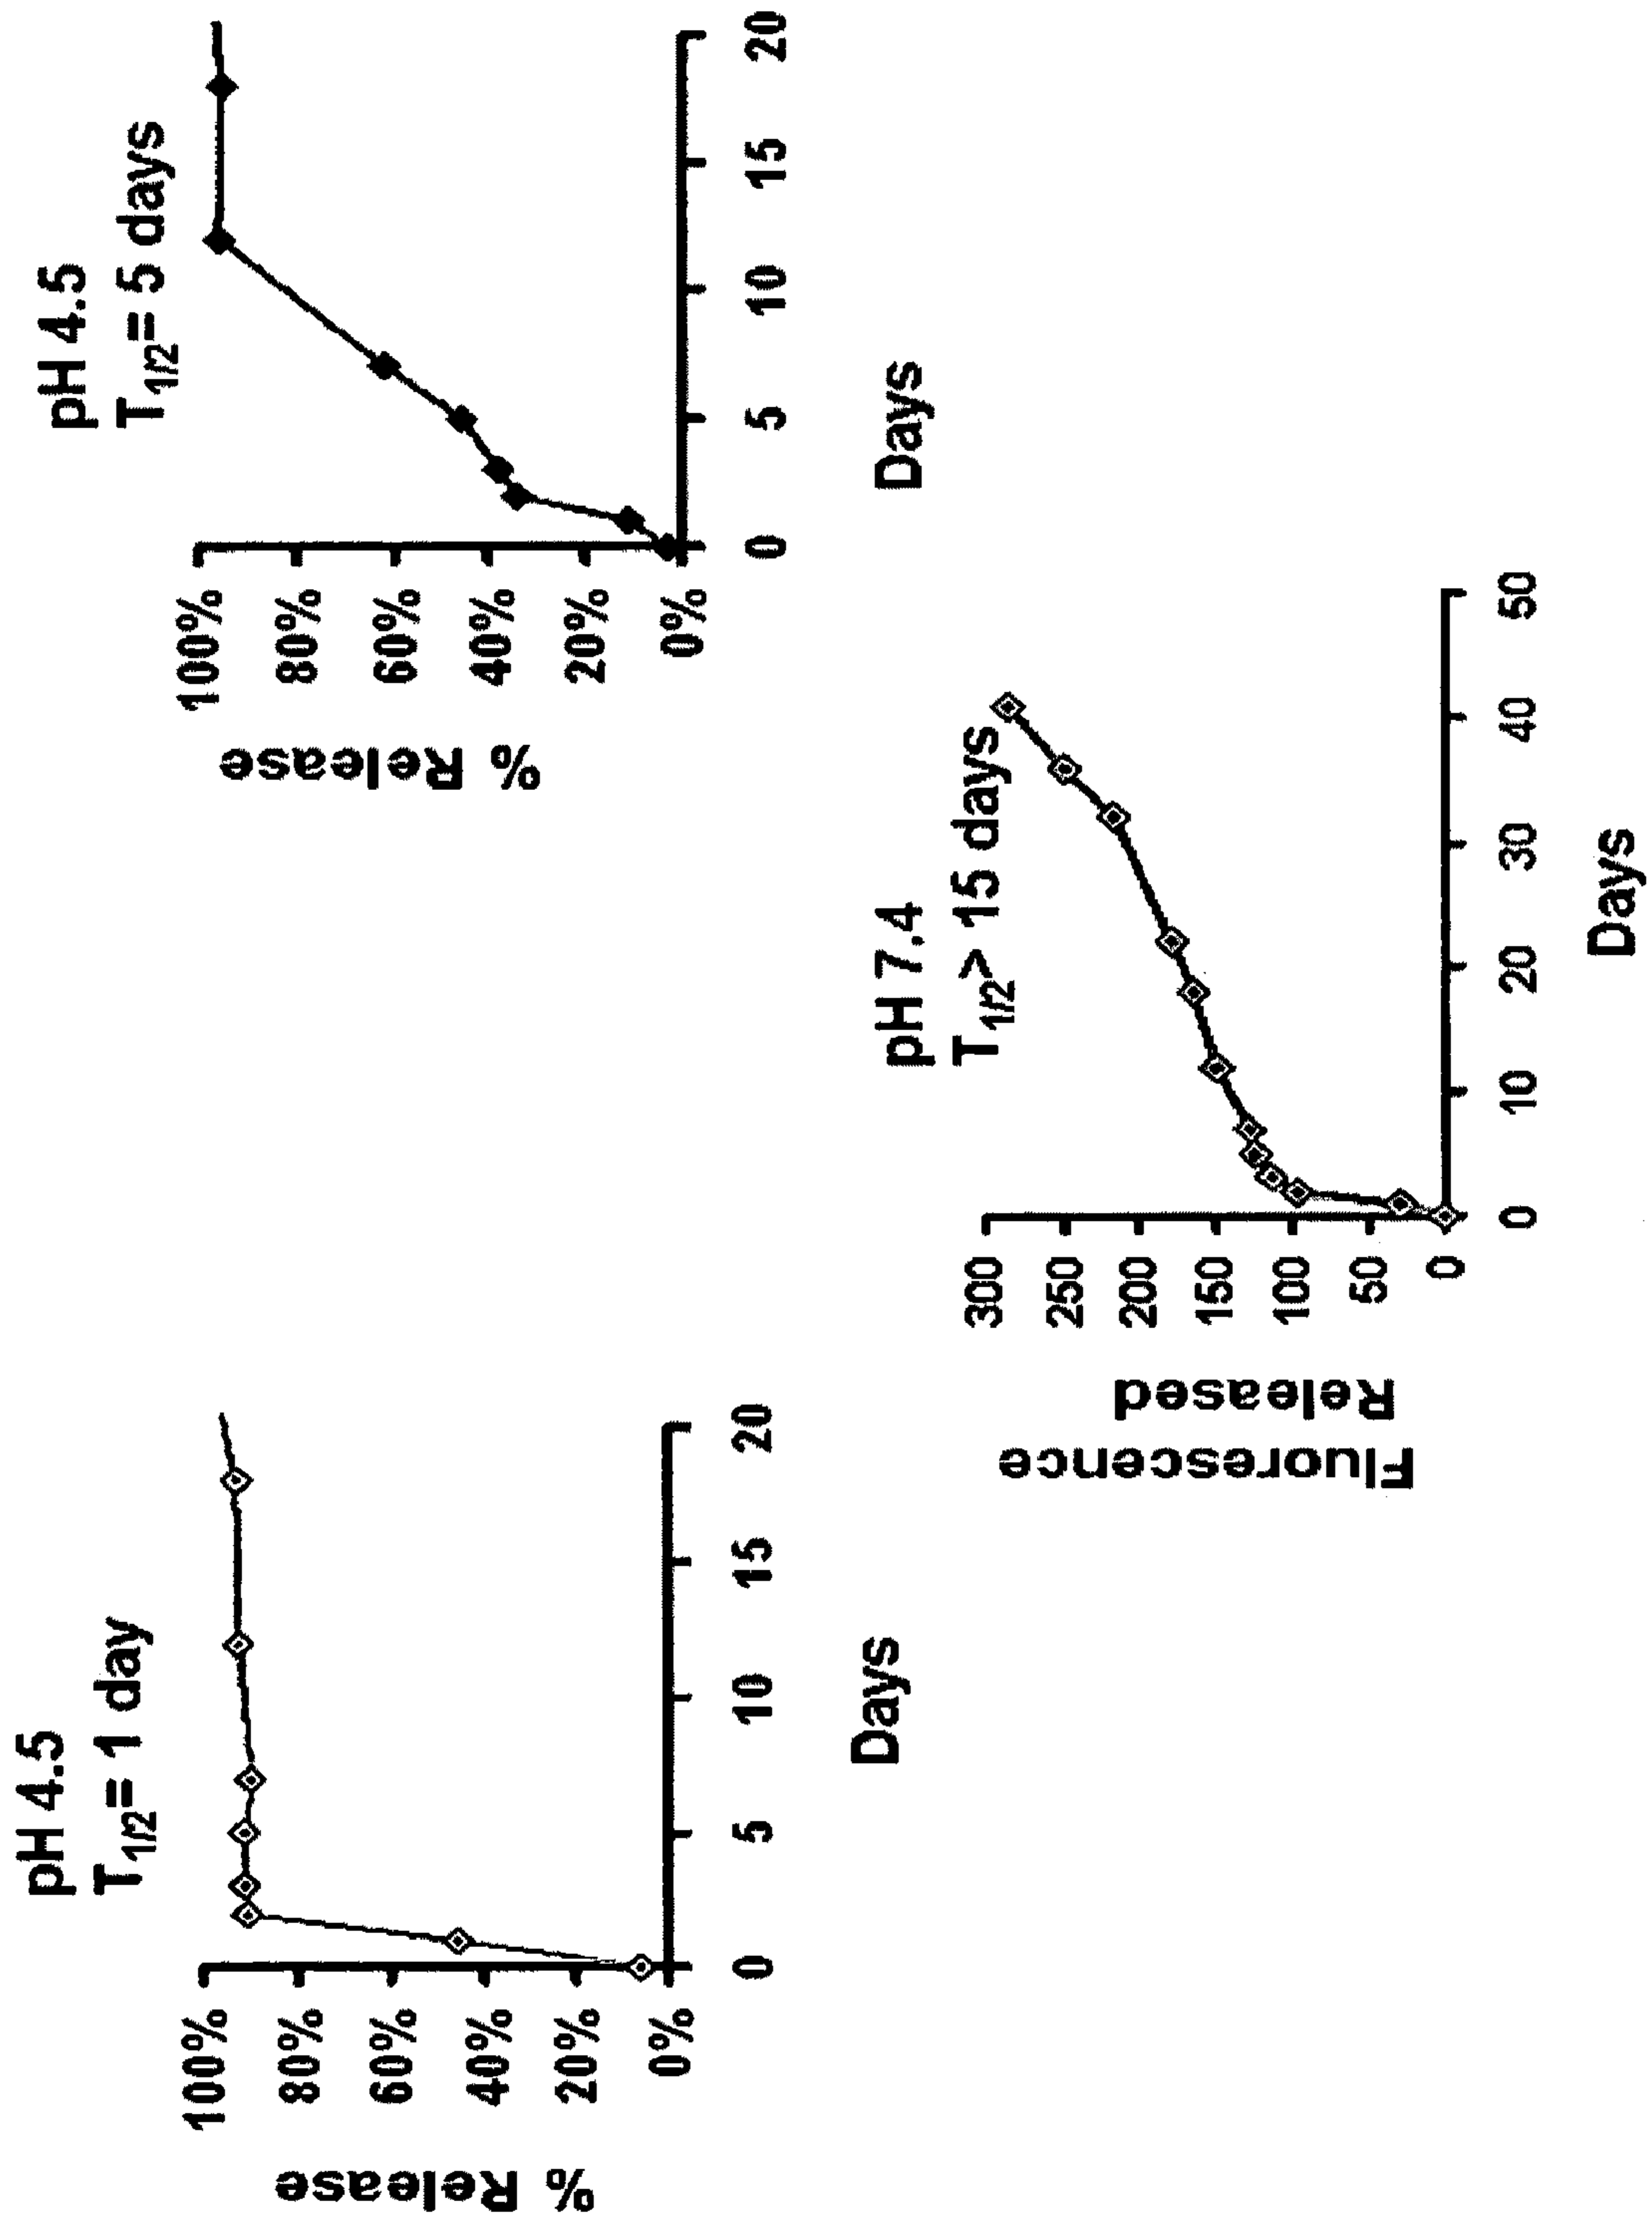 pH 4.5
T1/2= 1 day
100%
80%
60%
40%
20%
0%
% Release
0 5 10 15 20
Days
pH 4.5
T1/2= 5 days
100%
80%
60%
40%
20%
0%
% Release
0 5 10 15 20
Days
pH 7.4
T1/2> 15 days
300
250
200
150
100
50
0
Fluorescence
Released
0 10 20 30 40 50
Days